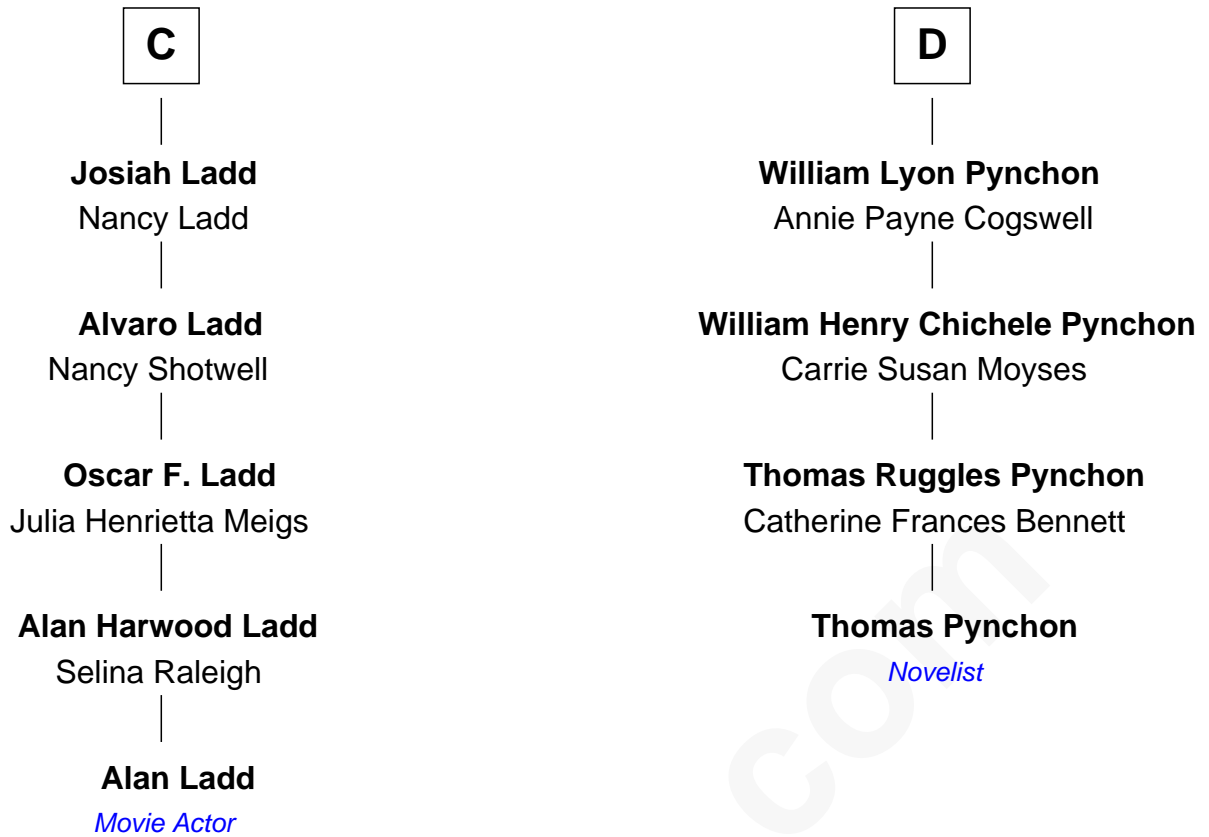 C
Josiah Ladd
Nancy Ladd
Alvaro Ladd
Nancy Shotwell
Oscar F. Ladd
Julia Henrietta Meigs
Alan Harwood Ladd
Selina Raleigh
Alan Ladd
Movie Actor
D
William Lyon Pynchon
Annie Payne Cogswell
William Henry Chichele Pynchon
Carrie Susan Moyses
Thomas Ruggles Pynchon
Catherine Frances Bennett
Thomas Pynchon
Novelist
com